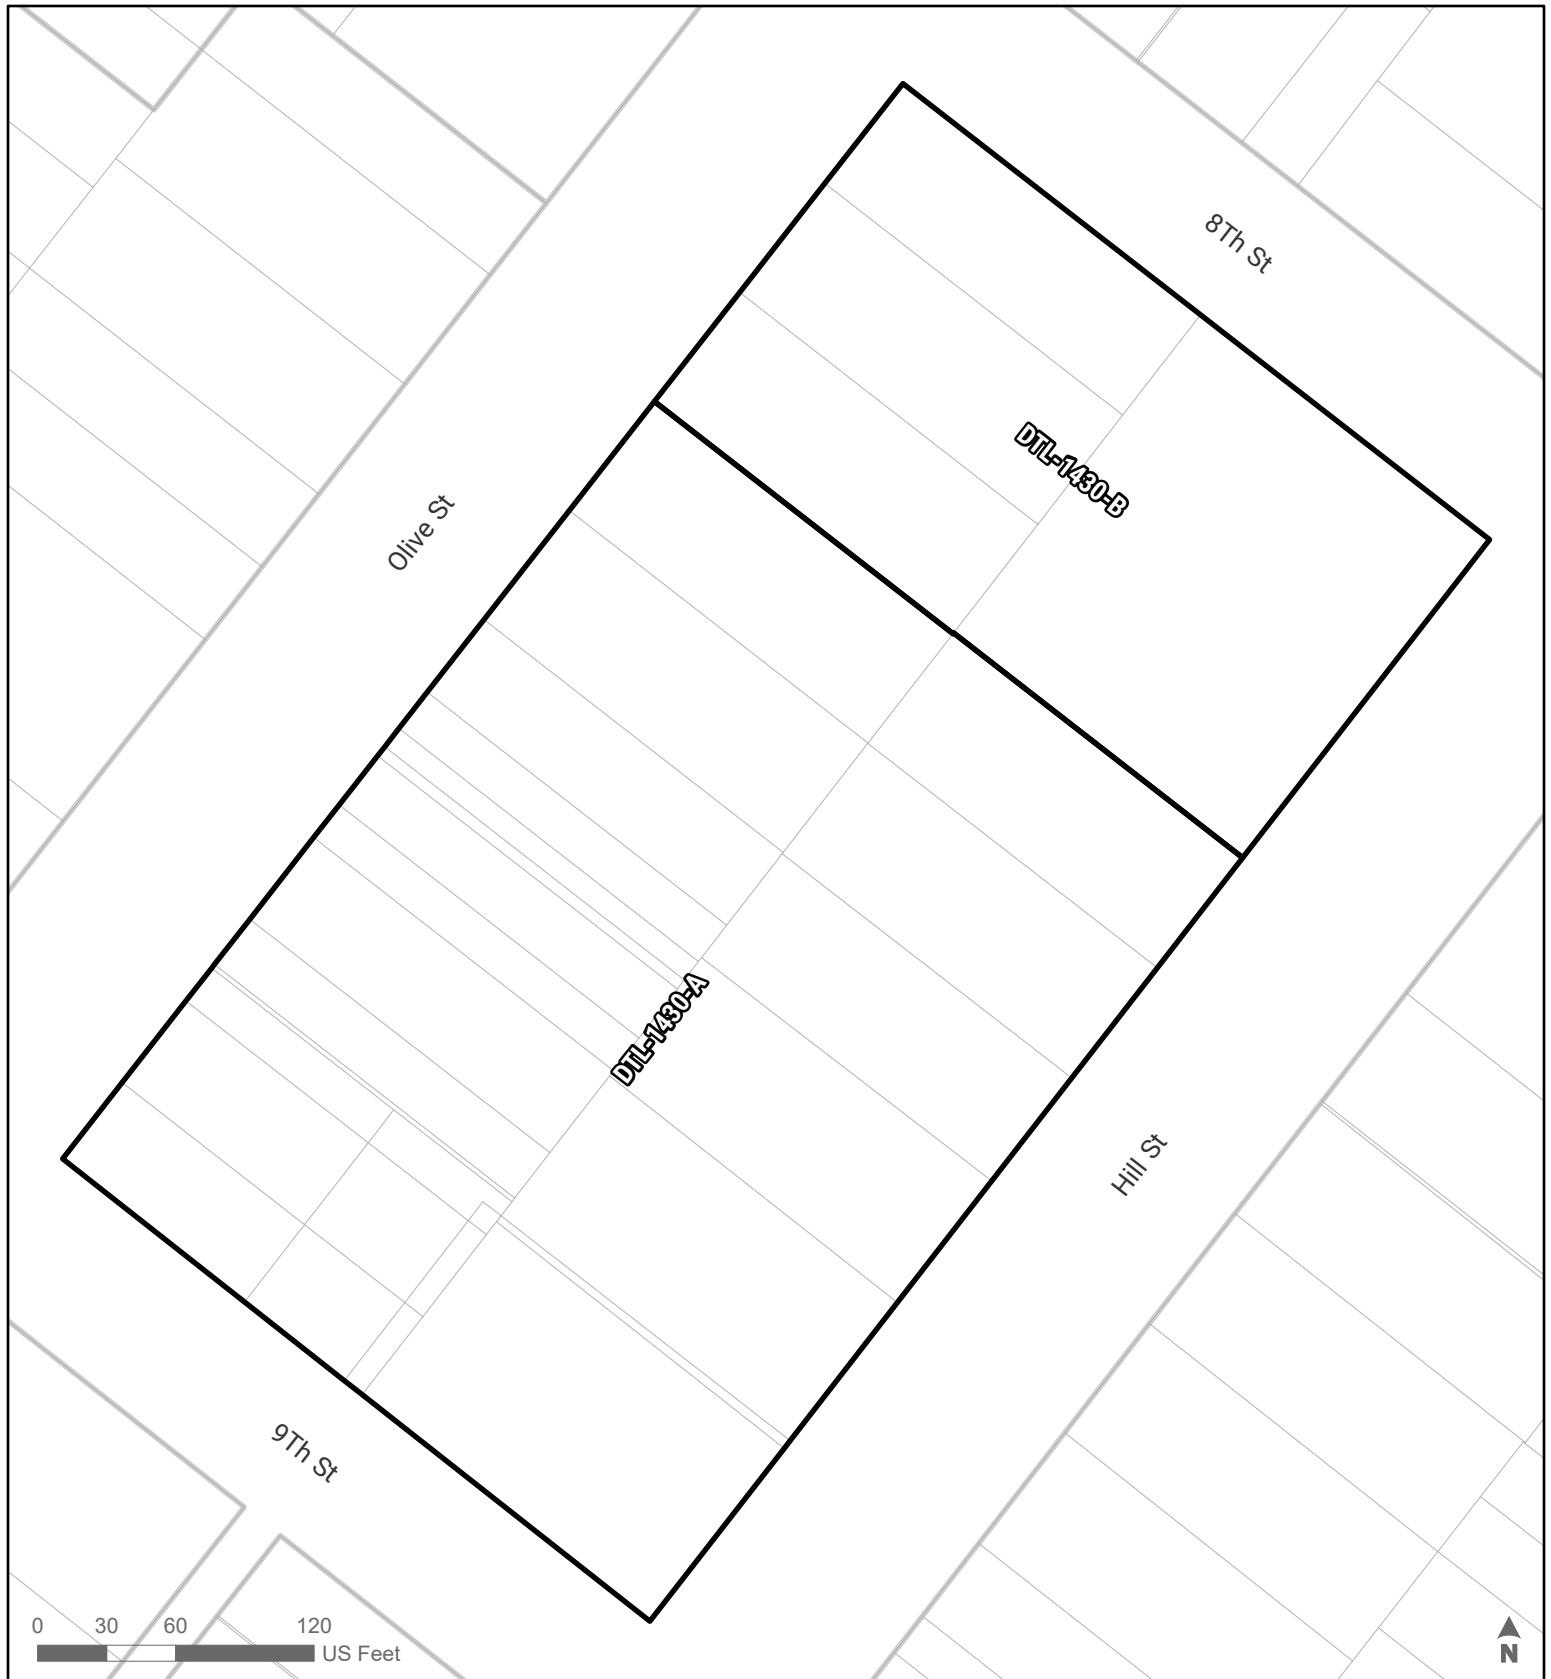 8Th St
DTL-1430-B
Olive St
DTL-1430-A
Hill St
9Th St
0 30 60 120
US Feet
N